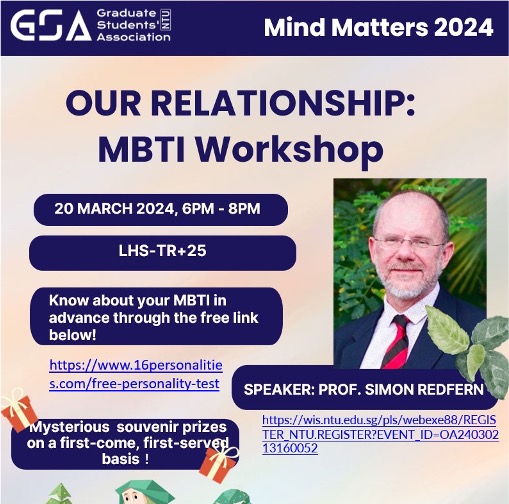 GSA Graduate
Students'
Association
NTU
Mind Matters 2024
OUR RELATIONSHIP:
MBTI Workshop
20 MARCH 2024, 6PM - 8PM
LHS-TR+25
Know about your MBTI in
advance through the free link
below!
https://www.16personalitie
s.com/free-personality-test
SPEAKER: PROF. SIMON REDFERN
https://wis.ntu.edu.sg/pls/webexe88/REGIS
TER_NTU.REGISTER?EVENT_ID=OA240302
13160052
Mysterious souvenir prizes
on a first-come, first-served
basis !